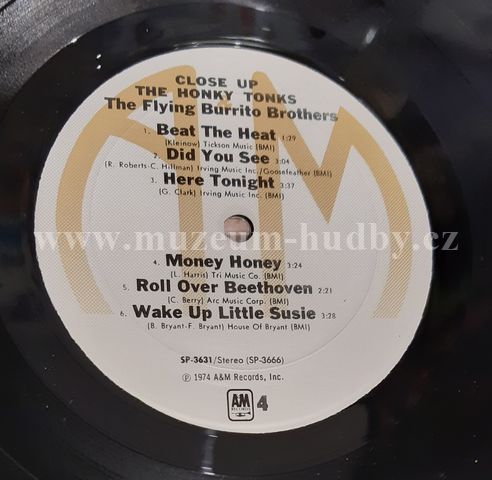 CLOSE UP
THE HONKY TONKS
The Flying Burrito Brothers
1. Beat The Heat 1:29
(Kleinow) Tickson Music (BMI)
2. Did You See 3:04
(R. Roberts-C. Hillman) Irving Music Inc./Goosefeather (BMI)
3. Here Tonight 3:37
(G. Clark) Irving Music Inc. (BMI)
www.muzeum-hudby.cz
4. Money Honey 3:24
(L. Harris) Tri Music Co. (BMI)
5. Roll Over Beethoven 2:21
(C. Berry) Arc Music Corp. (BMI)
6. Wake Up Little Susie 3:28
(B. Bryant-F. Bryant) House Of Bryant (BMI)
SP-3631/Stereo (SP-3666)
Ⓟ 1974 A&M Records, Inc.
A&M
RECORDS
4